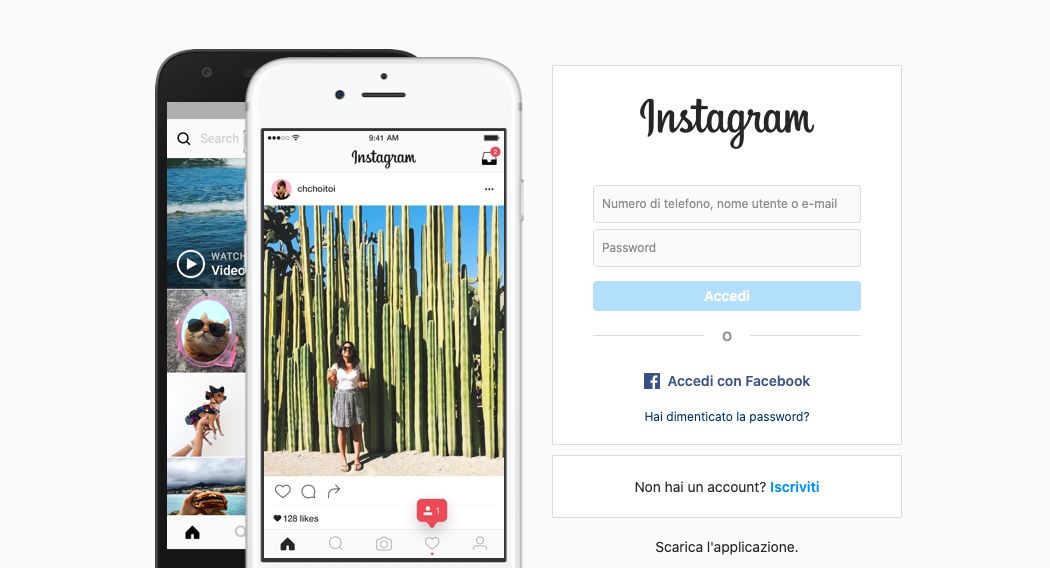 Search
WATCH
Video
9:41 AM
Instagram
2
chchoitoi
128 likes
1
Instagram
Numero di telefono, nome utente o e-mail
Password
Accedi
O
Accedi con Facebook
Hai dimenticato la password?
Non hai un account? Iscriviti
Scarica l'applicazione.